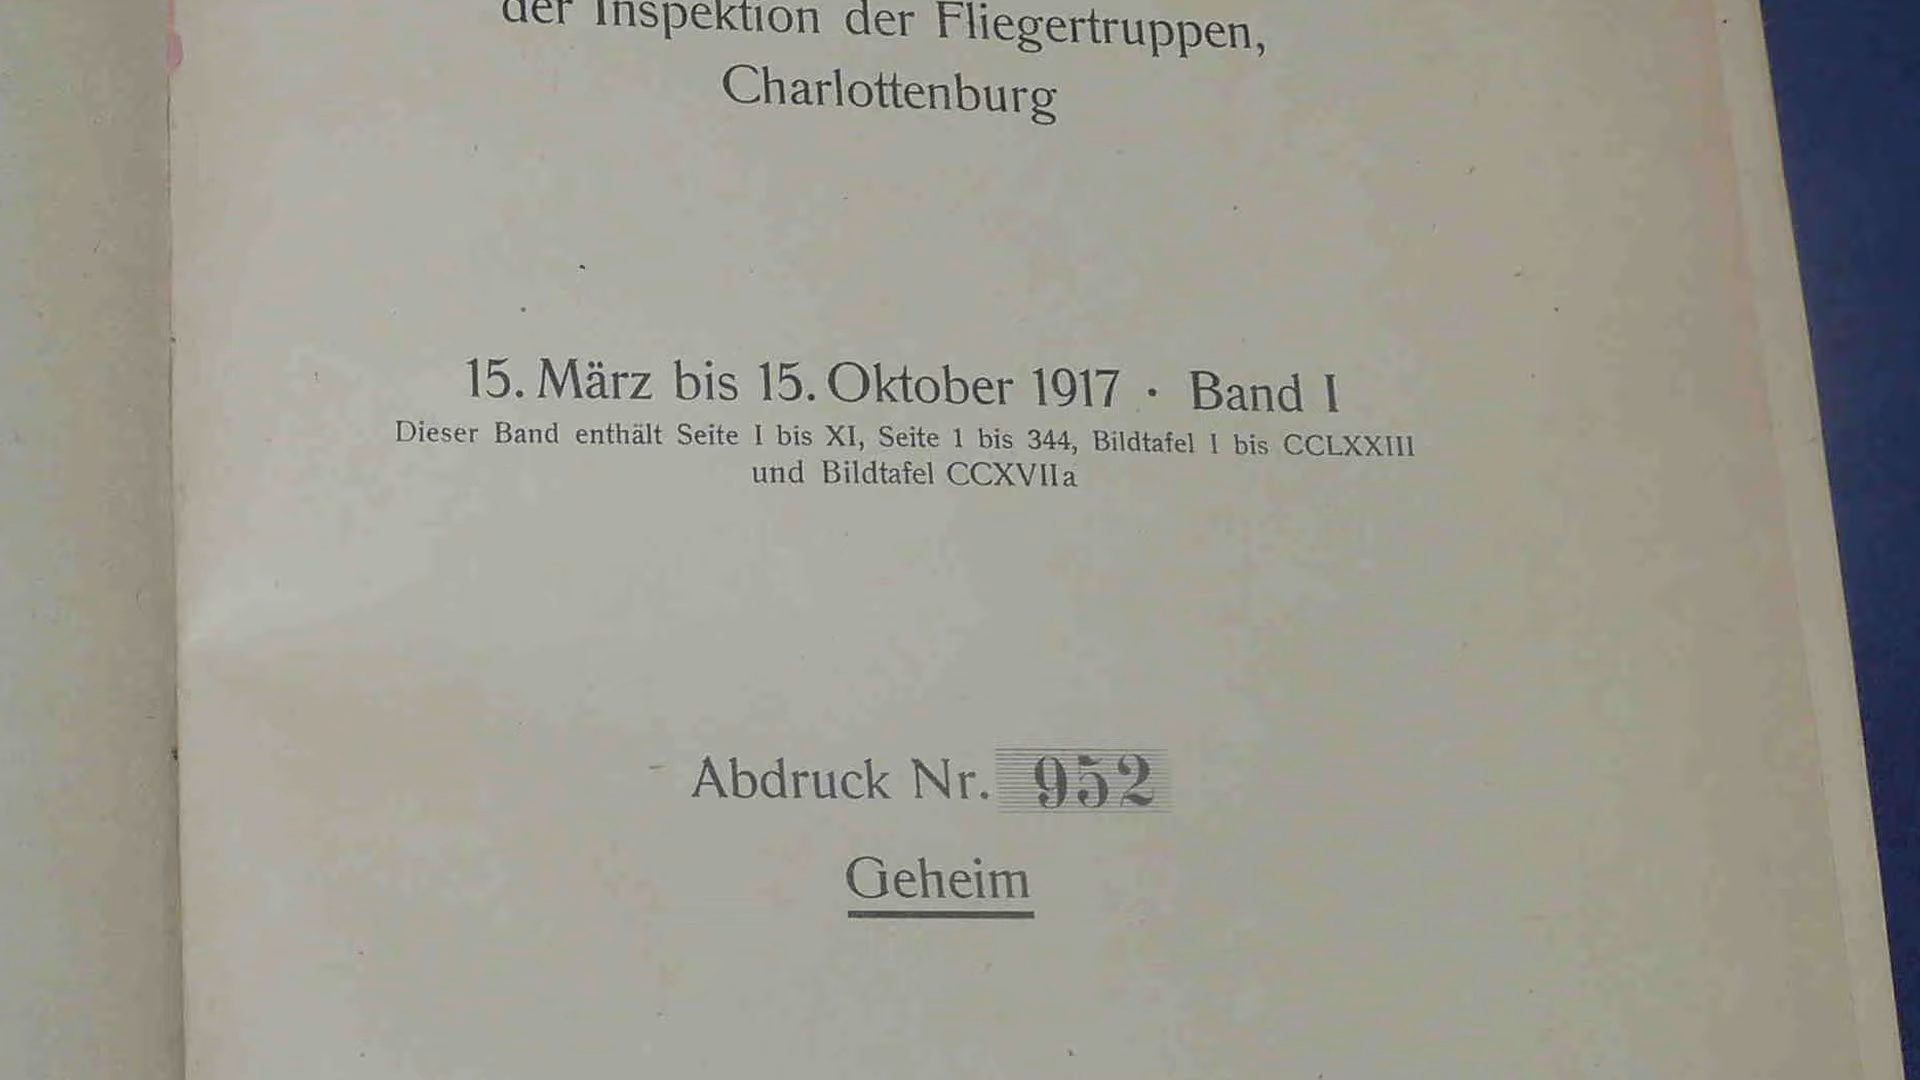 der Inspektion der Fliegertruppen,
Charlottenburg
15. März bis 15. Oktober 1917 · Band I
Dieser Band enthält Seite I bis XI, Seite 1 bis 344, Bildtafel I bis CCLXXIII
und Bildtafel CCXVIIa
Abdruck Nr. 952
Geheim